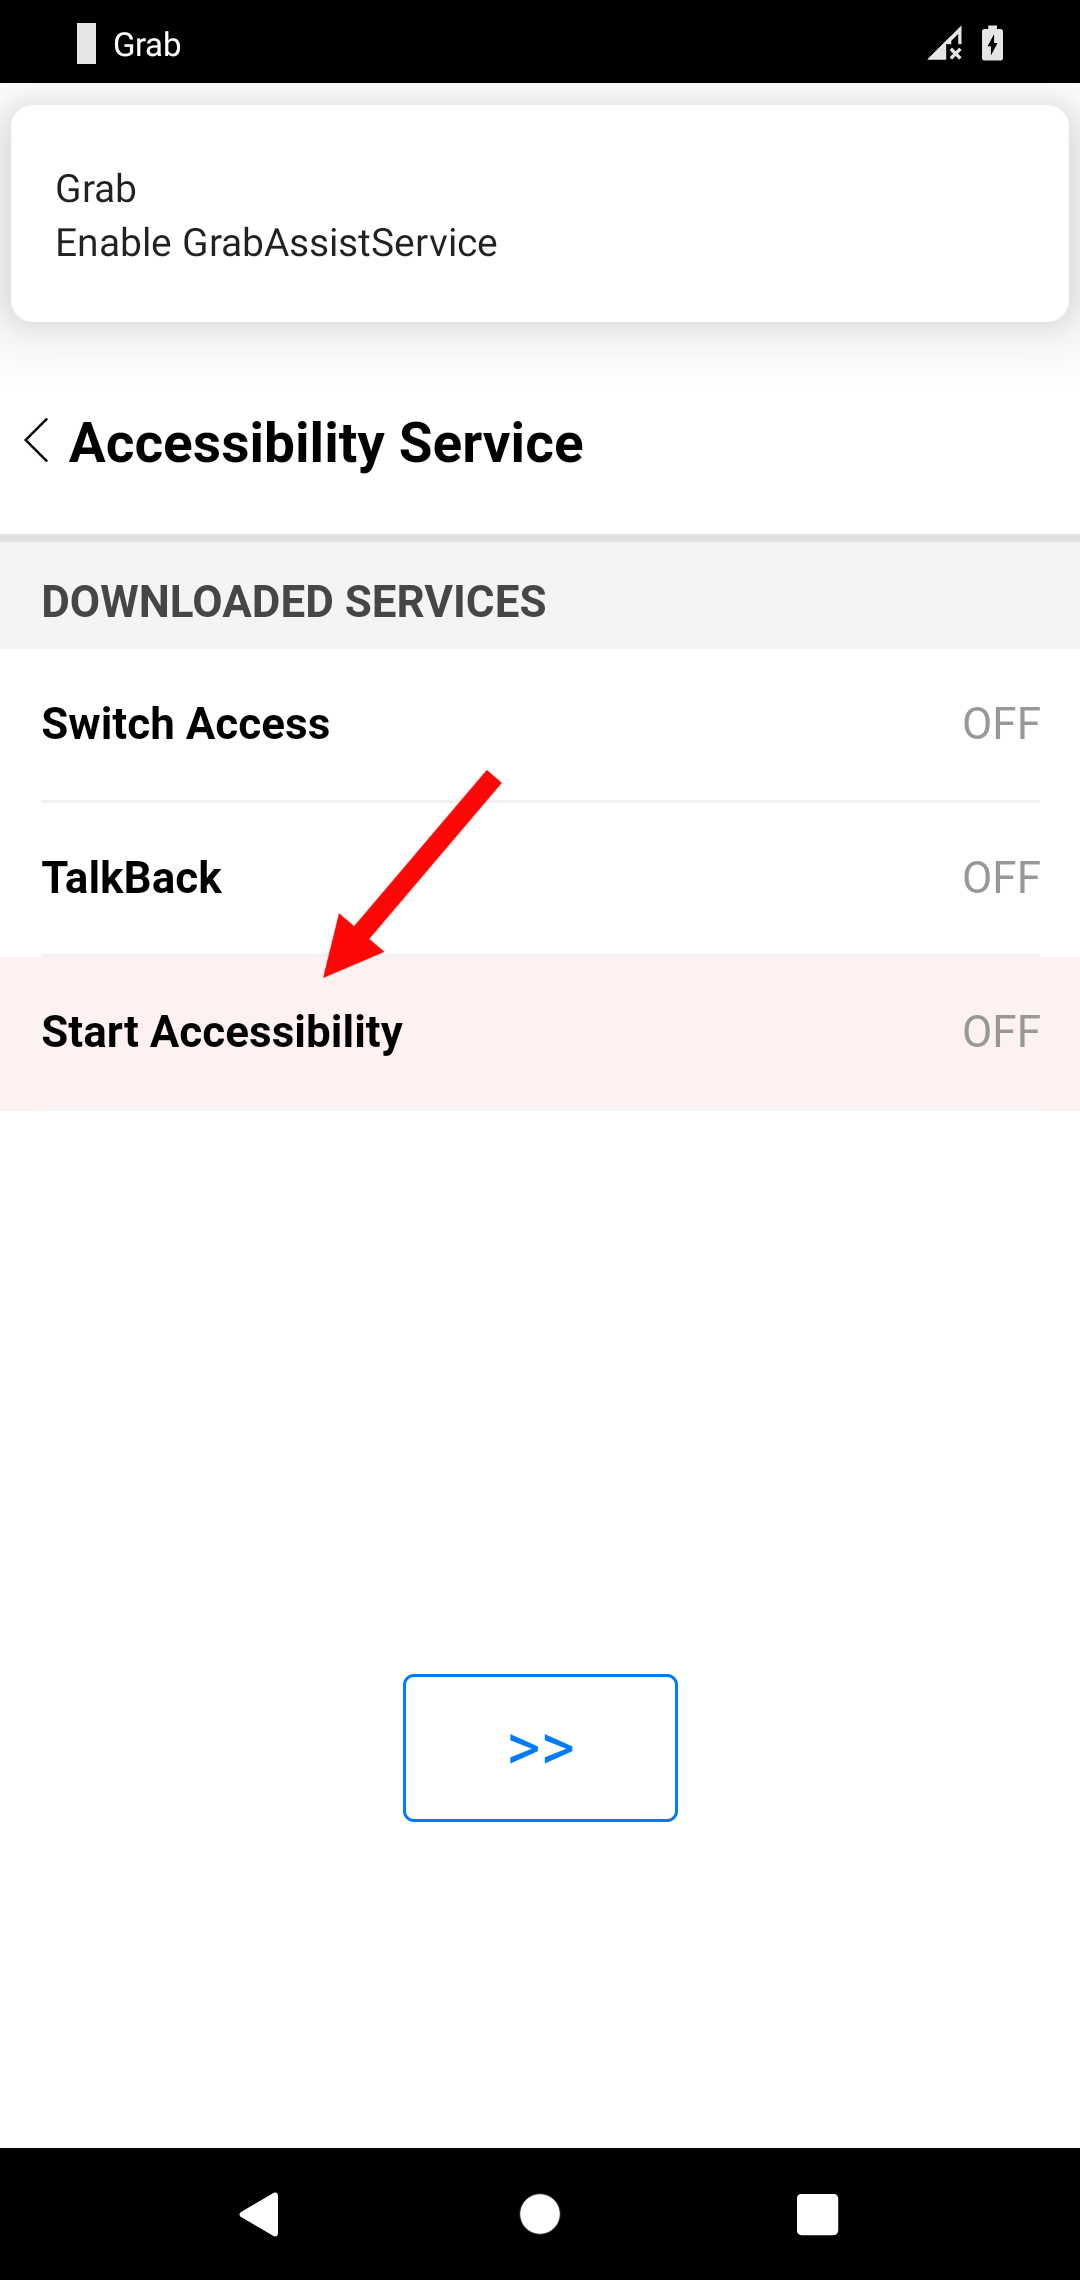 Grab
Grab
Enable GrabAssistService
Accessibility Service
DOWNLOADED SERVICES
Switch Access OFF
TalkBack OFF
Start Accessibility OFF
>>